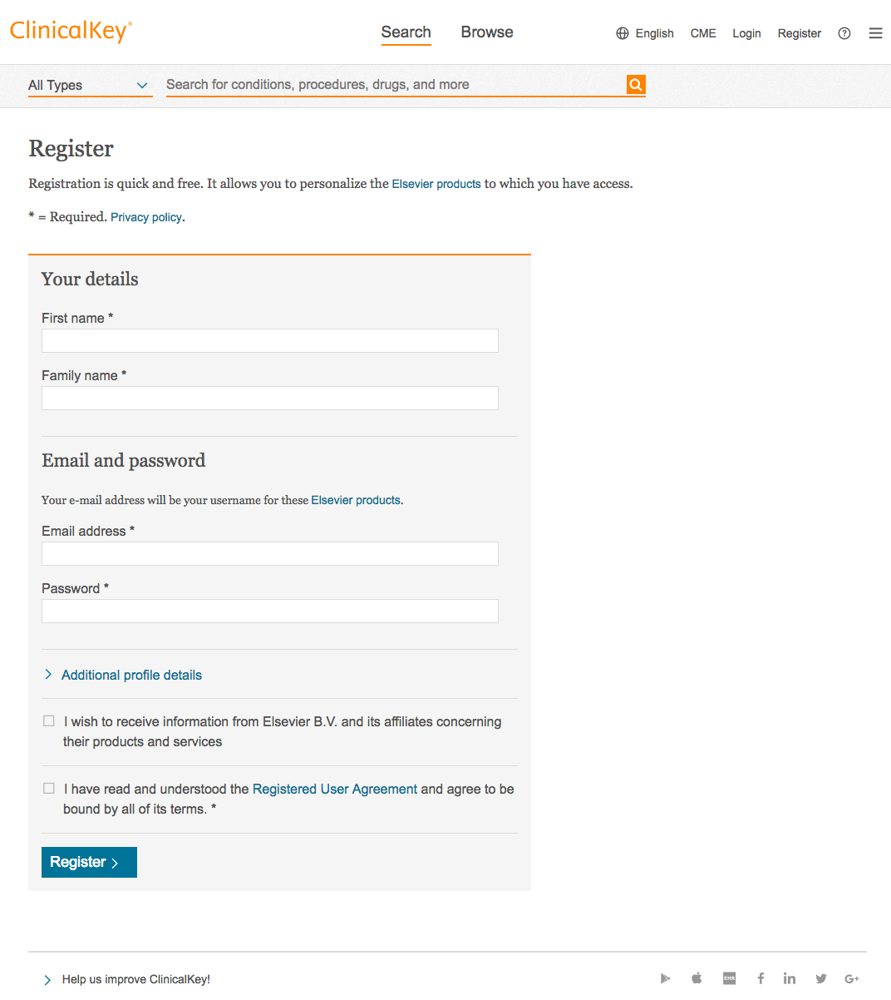 ClinicalKey®
Search Browse
English CME Login Register ?
All Types
Search for conditions, procedures, drugs, and more
Register
Registration is quick and free. It allows you to personalize the Elsevier products to which you have access.
* = Required. Privacy policy.
Your details
First name *
Family name *
Email and password
Your e-mail address will be your username for these Elsevier products.
Email address *
Password *
Additional profile details
I wish to receive information from Elsevier B.V. and its affiliates concerning
their products and services
I have read and understood the Registered User Agreement and agree to be
bound by all of its terms. *
Register
Help us improve ClinicalKey!
EHR f in G+